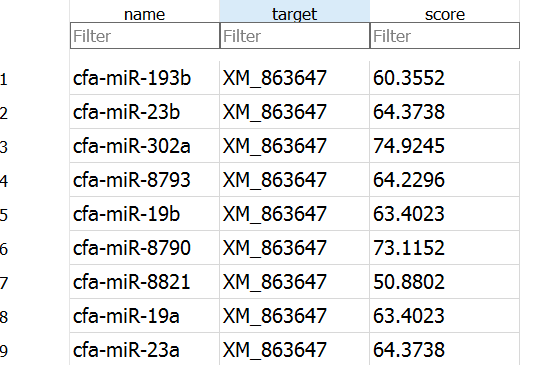 name target score
Filter Filter Filter
1 cfa-miR-193b XM_863647 60.3552
2 cfa-miR-23b XM_863647 64.3738
3 cfa-miR-302a XM_863647 74.9245
4 cfa-miR-8793 XM_863647 64.2296
5 cfa-miR-19b XM_863647 63.4023
6 cfa-miR-8790 XM_863647 73.1152
7 cfa-miR-8821 XM_863647 50.8802
8 cfa-miR-19a XM_863647 63.4023
9 cfa-miR-23a XM_863647 64.3738